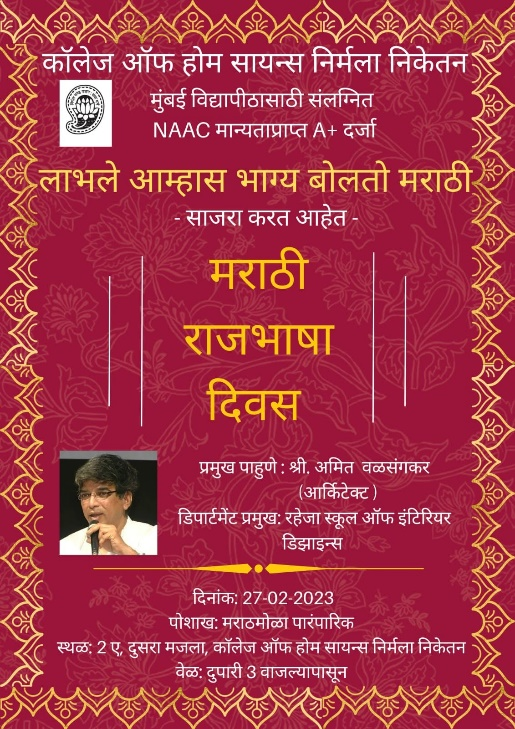 कॉलेज ऑफ होम सायन्स निर्मला निकेतन
मुंबई विद्यापीठासाठी संलग्नित
NAAC मान्यताप्राप्त A+ दर्जा
लाभले आम्हास भाग्य बोलतो मराठी
- साजरा करत आहेत -
मराठी
राजभाषा
दिवस
प्रमुख पाहुणे : श्री. अमित वळसंगकर
(आर्किटेक्ट )
डिपार्टमेंट प्रमुख: रहेजा स्कूल ऑफ इंटिरियर
डिझाइन्स
दिनांक: 27-02-2023
पोशाख: मराठमोळा पारंपारिक
स्थळ: 2 ए, दुसरा मजला, कॉलेज ऑफ होम सायन्स निर्मला निकेतन
वेळ: दुपारी 3 वाजल्यापासून